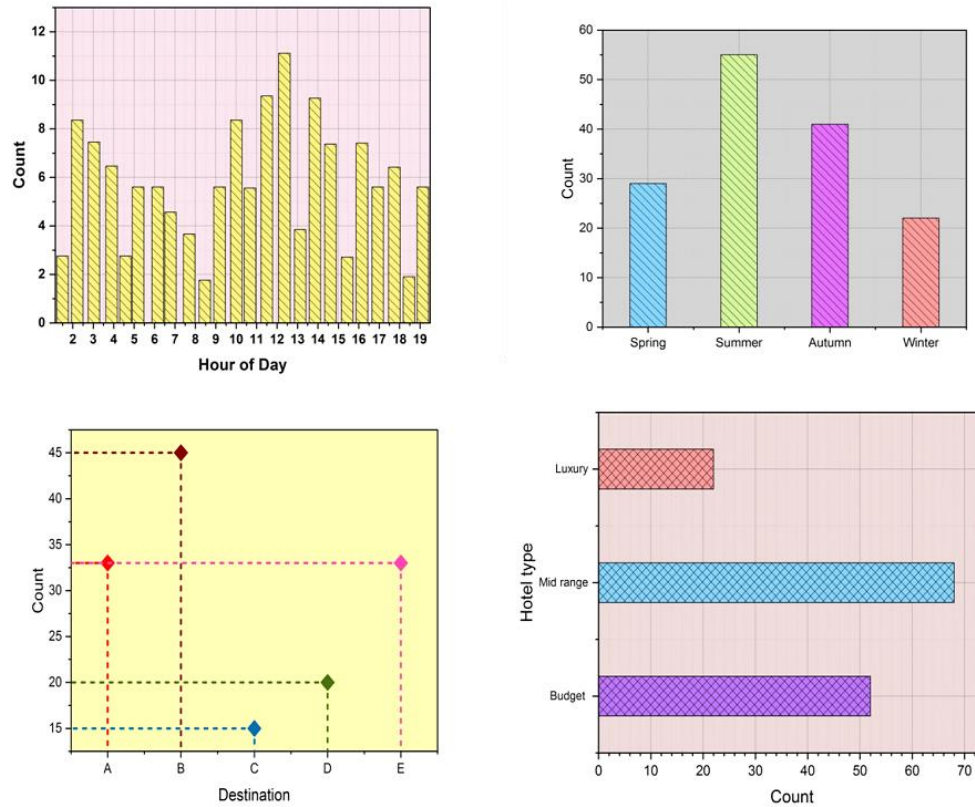 12
10
8
6
4
2
0
Count
2 3 4 5 6 7 8 9 10 11 12 13 14 15 16 17 18 19
Hour of Day
60
50
40
30
20
10
0
Count
Spring Summer Autumn Winter
45
40
35
30
25
20
15
Count
A B C D E
Destination
Luxury
Mid range
Budget
Hotel type
0 10 20 30 40 50 60 70
Count